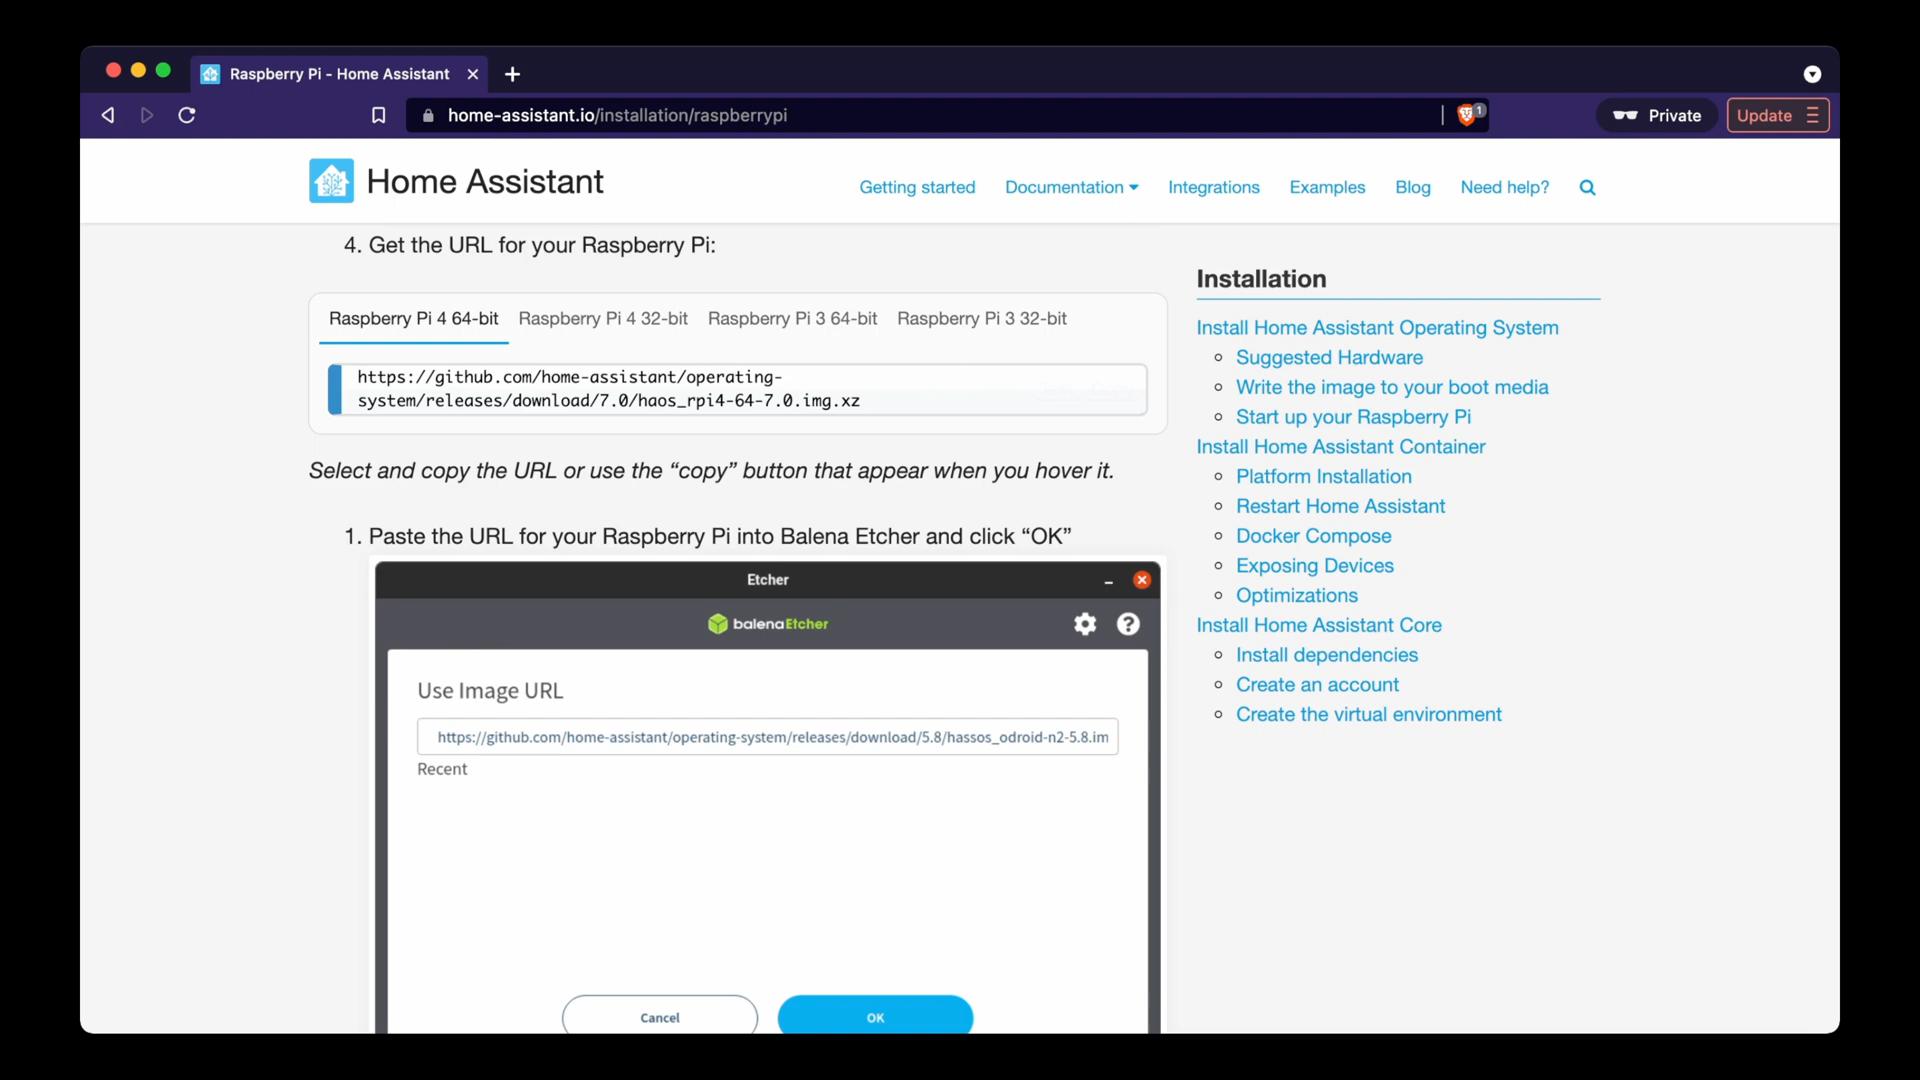 Raspberry Pi - Home Assistant
home-assistant.io/installation/raspberrypi
1
Private
Update
Home Assistant
Getting started
Documentation
Integrations
Examples
Blog
Need help?
4. Get the URL for your Raspberry Pi:
Raspberry Pi 4 64-bit
Raspberry Pi 4 32-bit
Raspberry Pi 3 64-bit
Raspberry Pi 3 32-bit
https://github.com/home-assistant/operating-
system/releases/download/7.0/haos_rpi4-64-7.0.img.xz
Select and copy the URL or use the “copy” button that appear when you hover it.
1. Paste the URL for your Raspberry Pi into Balena Etcher and click “OK”
Etcher
balenaEtcher
Use Image URL
https://github.com/home-assistant/operating-system/releases/download/5.8/hassos_odroid-n2-5.8.im
Recent
Cancel
OK
Installation
Install Home Assistant Operating System
Suggested Hardware
Write the image to your boot media
Start up your Raspberry Pi
Install Home Assistant Container
Platform Installation
Restart Home Assistant
Docker Compose
Exposing Devices
Optimizations
Install Home Assistant Core
Install dependencies
Create an account
Create the virtual environment